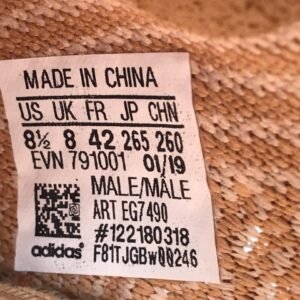 MADE IN CHINA
US UK FR JP CHN
8½ 8 42 265 260
EVN 791001 01/19
MALE/MÂLE
ART EG7490
#122180318
adidas® F81TJGBw00246